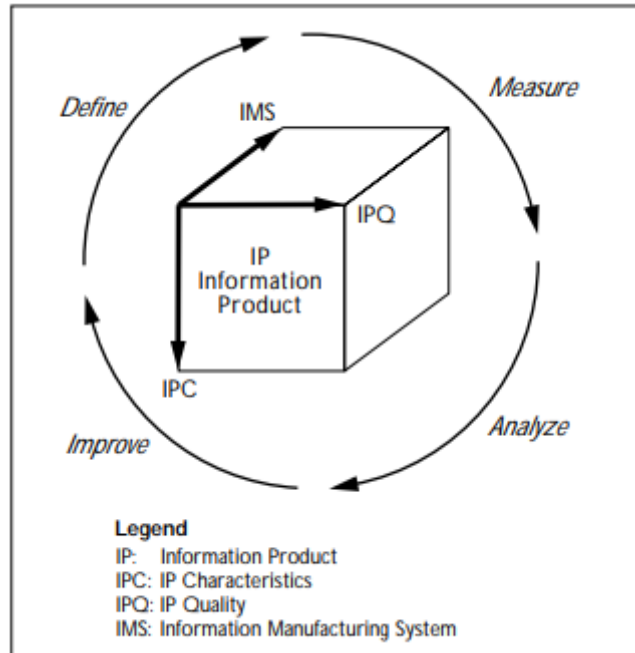 Define
Measure
IMS
IPQ
IP
Information
Product
IPC
Improve
Analyze
Legend
IP: Information Product
IPC: IP Characteristics
IPQ: IP Quality
IMS: Information Manufacturing System